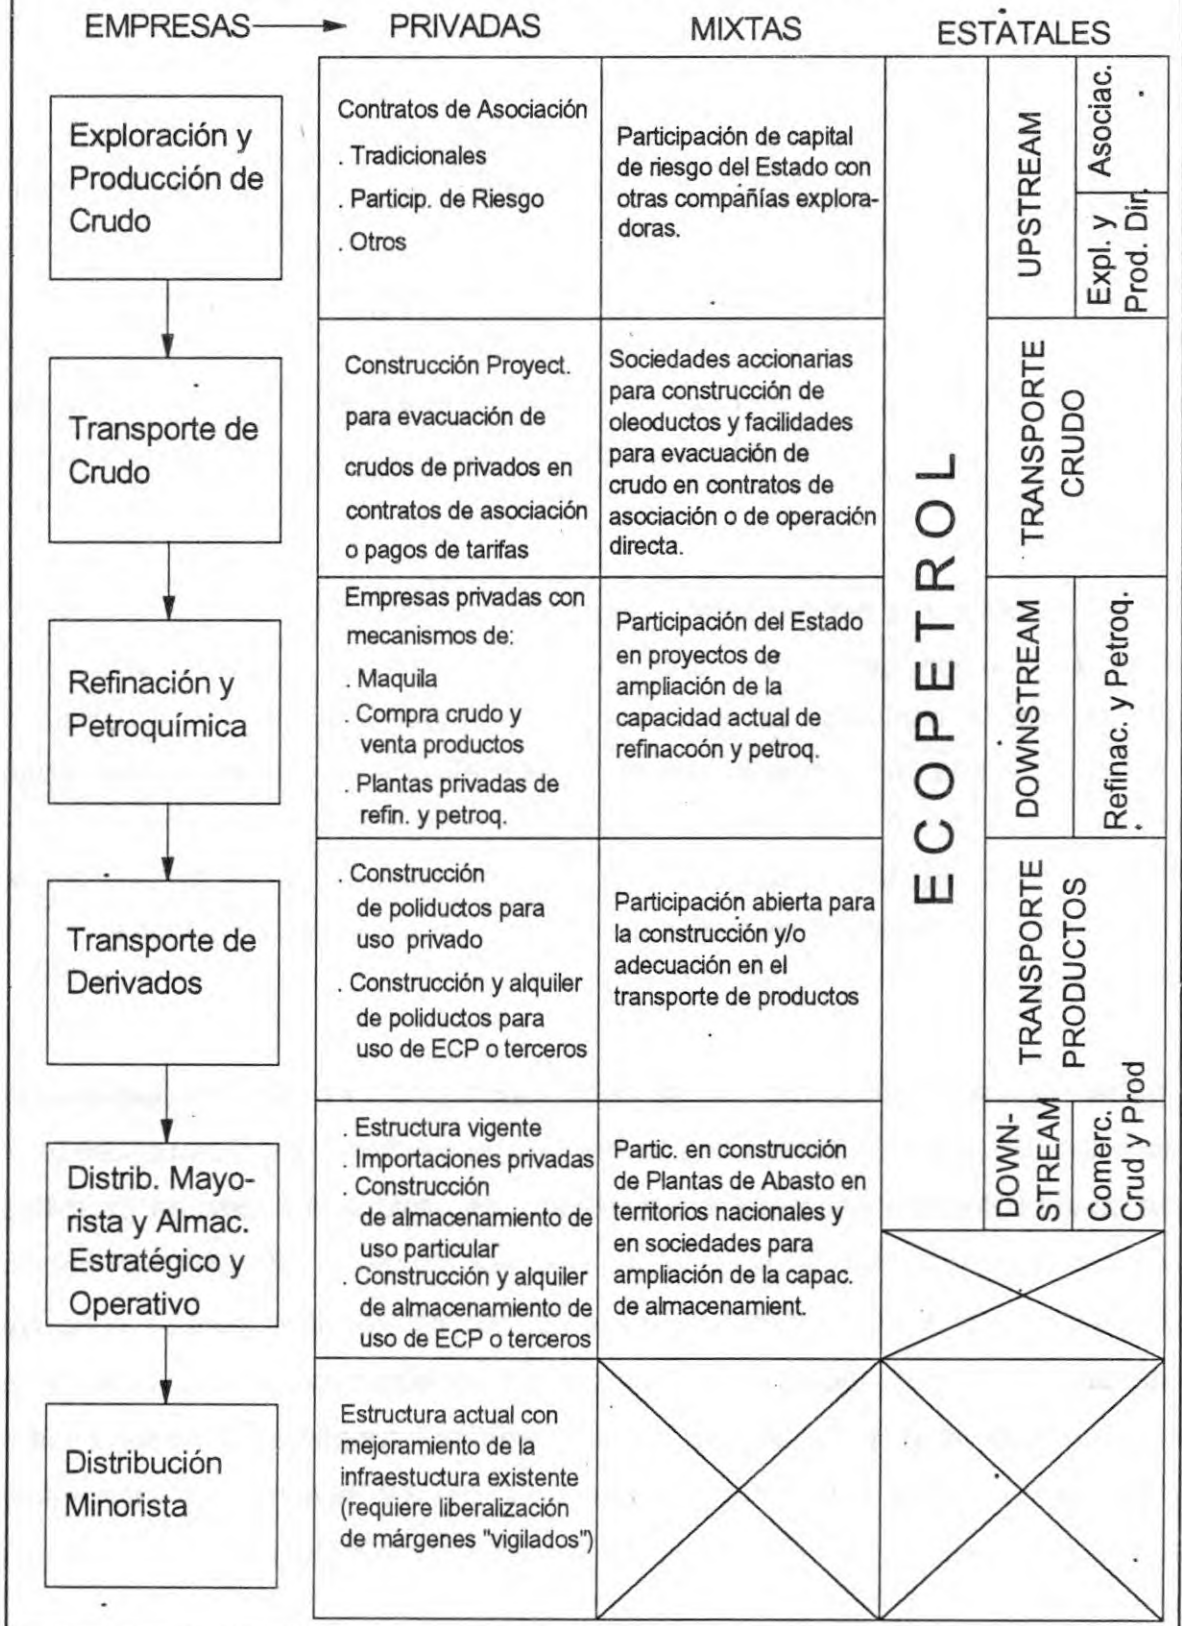 EMPRESAS PRIVADAS MIXTAS ESTATALES
Exploración y
Producción de
Crudo
Contratos de Asociación
. Tradicionales
. Particip. de Riesgo
. Otros
Participación de capital
de riesgo del Estado con
otras compañías explora-
doras.
ECOPETROL
UPSTREAM
Asociac.
Expl. y
Prod. Dir.
Transporte de
Crudo
Construcción Proyect.
para evacuación de
crudos de privados en
contratos de asociación
o pagos de tarifas
Sociedades accionarias
para construcción de
oleoductos y facilidades
para evacuación de
crudo en contratos de
asociación o de operación
directa.
TRANSPORTE
CRUDO
Refinación y
Petroquímica
Empresas privadas con
mecanismos de:
. Maquila
. Compra crudo y
venta productos
. Plantas privadas de
refin. y petroq.
Participación del Estado
en proyectos de
ampliación de la
capacidad actual de
refinacoón y petroq.
DOWNSTREAM
Refinac. y Petroq.
Transporte de
Derivados
. Construcción
de poliductos para
uso privado
. Construcción y alquiler
de poliductos para
uso de ECP o terceros
Participación abierta para
la construcción y/o
adecuación en el
transporte de productos
TRANSPORTE
PRODUCTOS
Distrib. Mayo-
rista y Almac.
Estratégico y
Operativo
. Estructura vigente
. Importaciones privadas
. Construcción
de almacenamiento de
uso particular
. Construcción y alquiler
de almacenamiento de
uso de ECP o terceros
Partic. en construcción
de Plantas de Abasto en
territorios nacionales y
en sociedades para
ampliación de la capac.
de almacenamient.
DOWN-
STREAM
Comerc.
Crud y Prod
Distribución
Minorista
Estructura actual con
mejoramiento de la
infraestuctura existente
(requiere liberalización
de márgenes "vigilados")